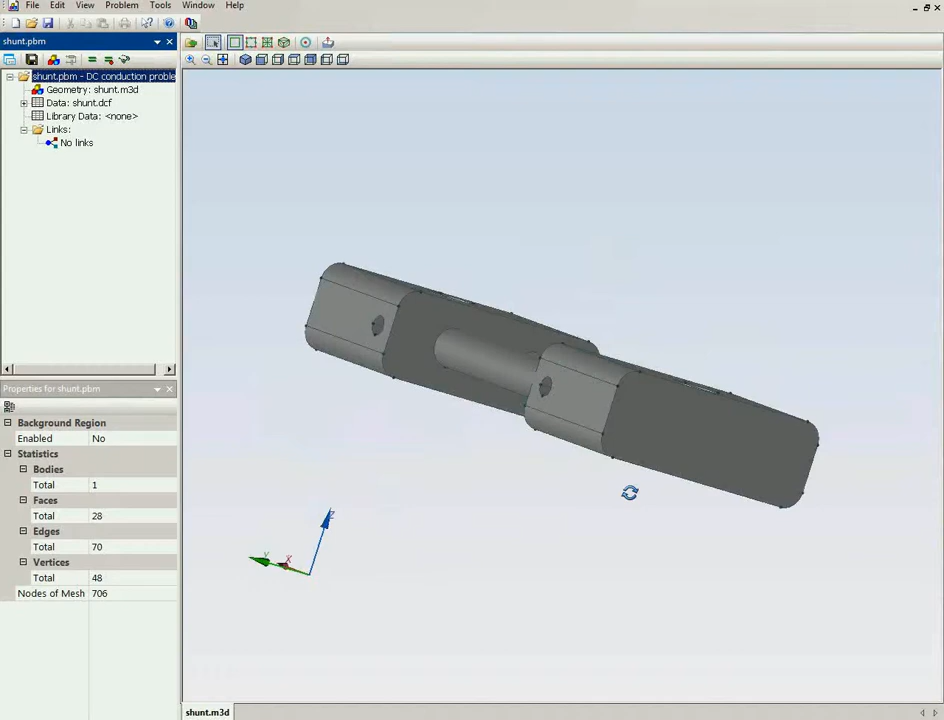 File Edit View Problem Tools Window Help
shunt.pbm
shunt.pbm - DC conduction proble
Geometry: shunt.m3d
Data: shunt.dcf
Library Data: <none>
Links:
No links
Properties for shunt.pbm
Background Region
Enabled No
Statistics
Bodies
Total 1
Faces
Total 28
Edges
Total 70
Vertices
Total 48
Nodes of Mesh 706
Z
Y
X
shunt.m3d